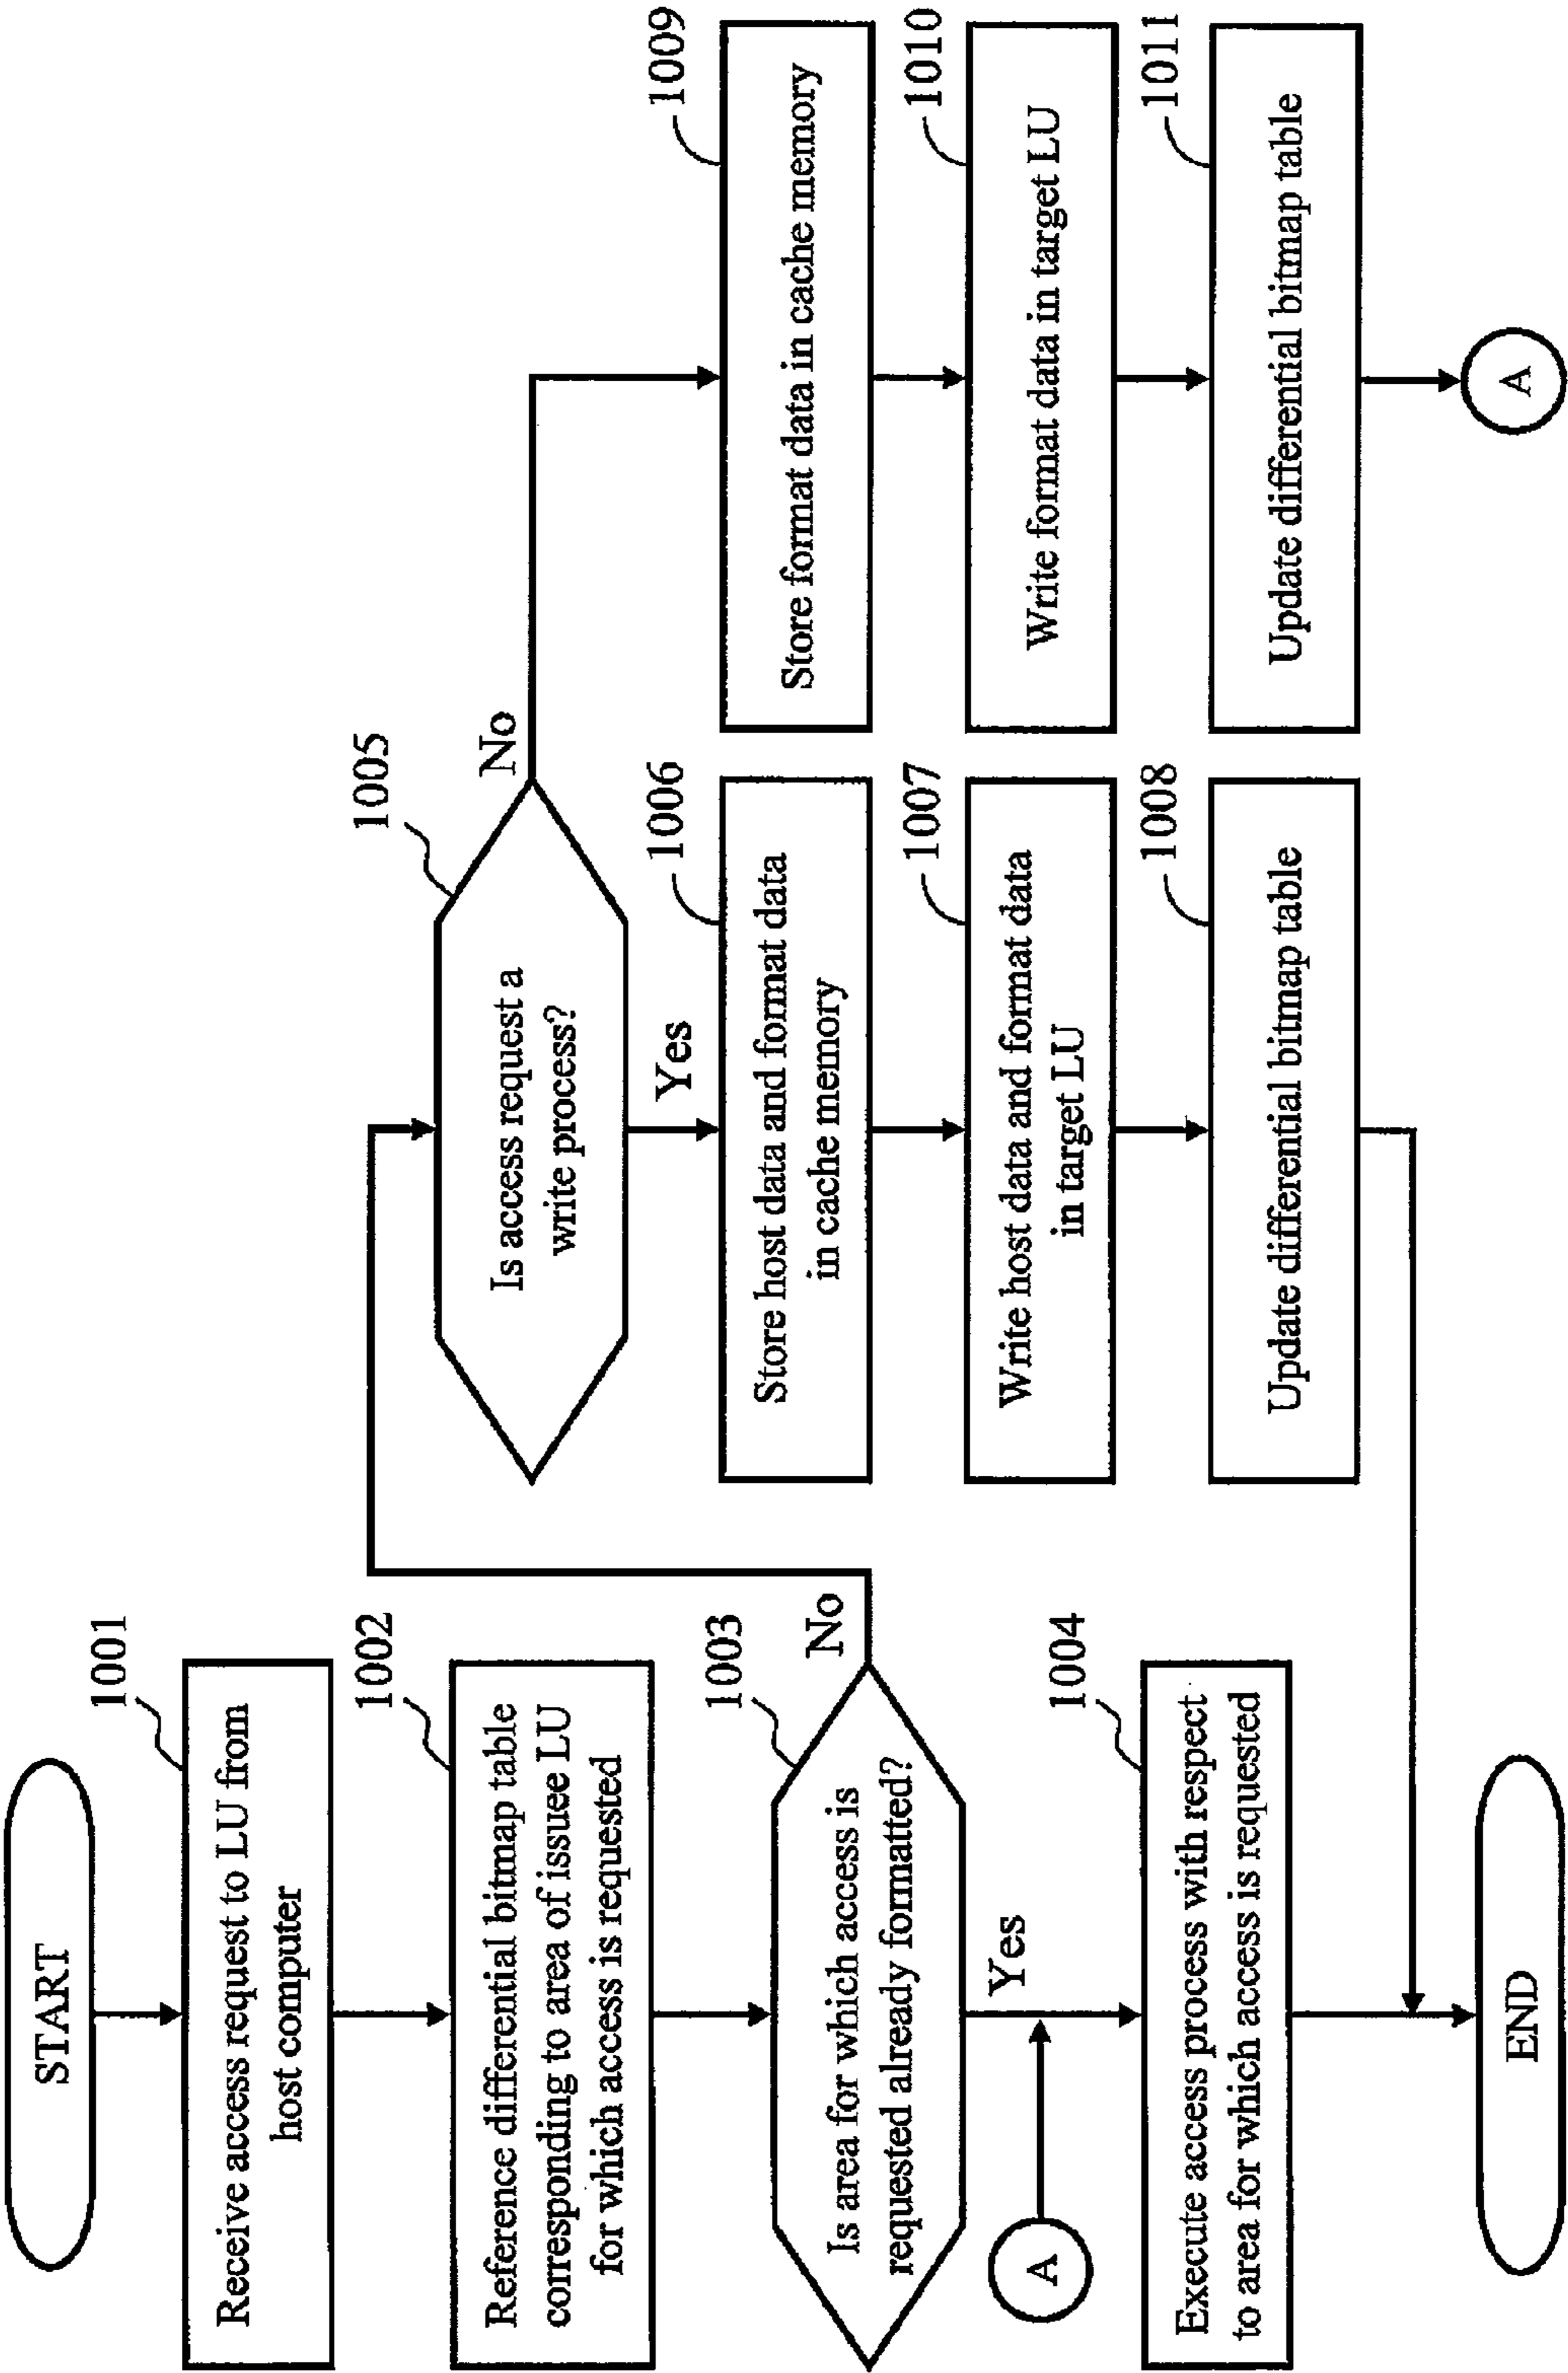 START
1001
Receive access request to LU from
host computer
1002
Reference differential bitmap table
corresponding to area of issuee LU
for which access is requested
1003
Is area for which access is
requested already formatted?
No
Yes
A
1004
Execute access process with respect
to area for which access is requested
END
1005
Is access request a
write process?
No
Yes
1006
Store host data and format data
in cache memory
1007
Write host data and format data
in target LU
1008
Update differential bitmap table
1009
Store format data in cache memory
1010
Write format data in target LU
1011
Update differential bitmap table
A